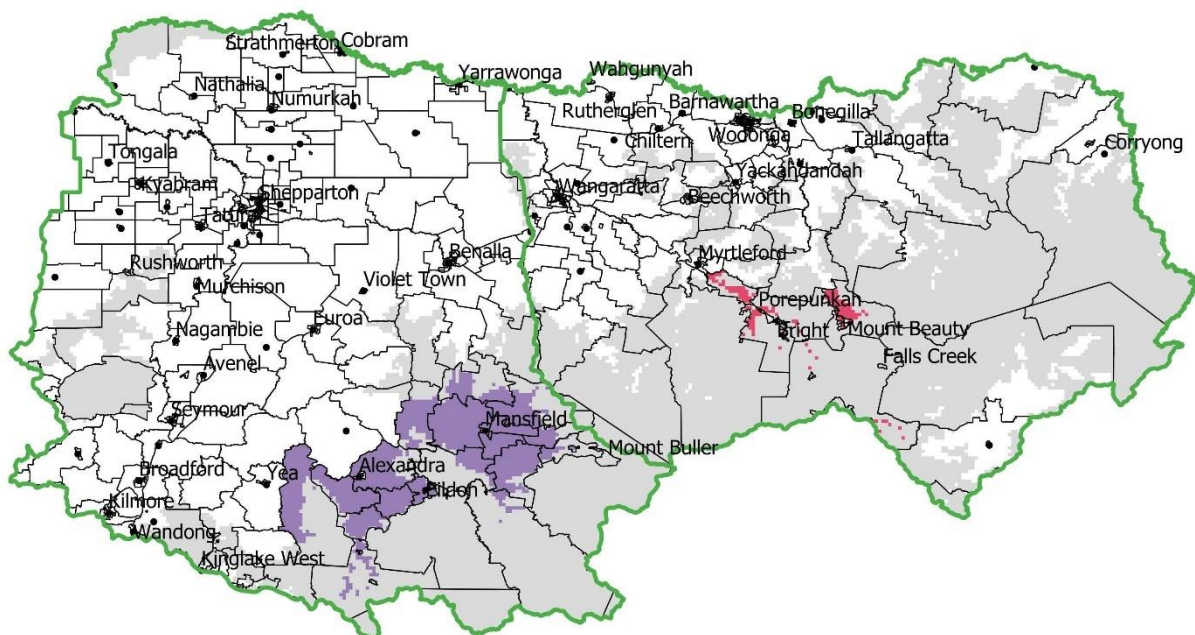 Strathmerton
Cobram
Yarrawonga
Wahgunyah
Nathalia
Numurkah
Rutherglen
Barnawartha
Bonegilla
Chiltern
Wodonga
Tallangatta
Corryong
Tongala
Kyabram
Shepparton
Wangaratta
Yackandandah
Beechworth
Tatura
Benalla
Myrtleford
Rushworth
Murchison
Violet Town
Porepunkah
Nagambie
Euroa
Bright
Mount Beauty
Avenel
Falls Creek
Seymour
Mansfield
Mount Buller
Broadford
Yea
Alexandra
Eildon
Kilmore
Wandong
Kinglake West